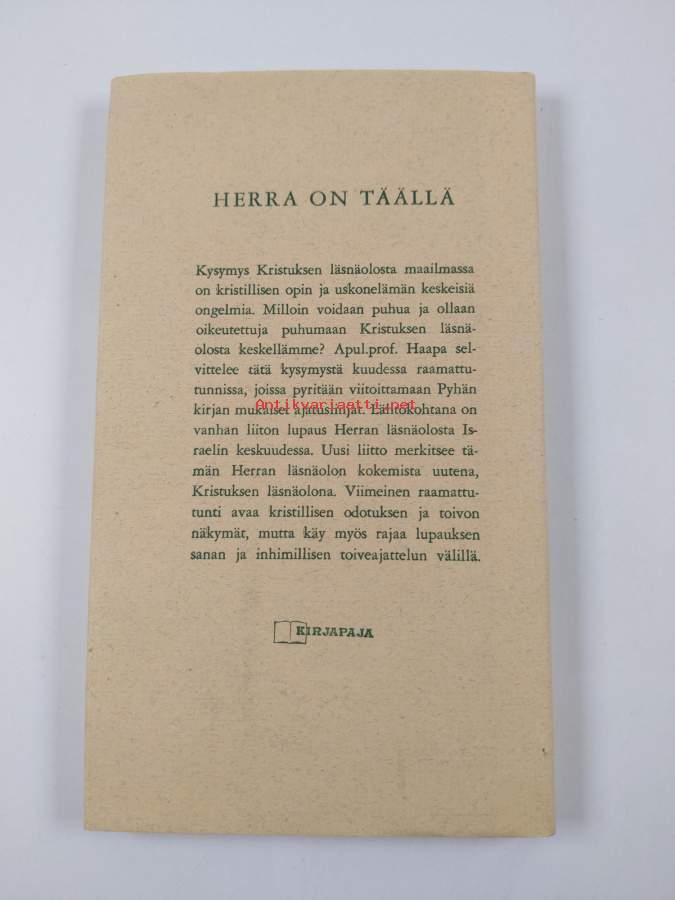 HERRA ON TÄÄLLÄ
Kysymys Kristuksen läsnäolosta maailmassa
on kristillisen opin ja uskonelämän keskeisiä
ongelmia. Milloin voidaan puhua ja ollaan
oikeutettuja puhumaan Kristuksen läsnä-
olosta keskellämme? Apul.prof. Haapa sel-
vittelee tätä kysymystä kuudessa raamattu-
tunnissa, joissa pyritään viitoittamaan Pyhän
Antikvariaatti.net
kirjan mukaiset ajatuslinjat. Lähtökohtana on
vanhan liiton lupaus Herran läsnäolosta Is-
raelin keskuudessa. Uusi liitto merkitsee tä-
män Herran läsnäolon kokemista uutena,
Kristuksen läsnäolona. Viimeinen raamattu-
tunti avaa kristillisen odotuksen ja toivon
näkymät, mutta käy myös rajaa lupauksen
sanan ja inhimillisen toiveajattelun välillä.
KIRJAPAJA